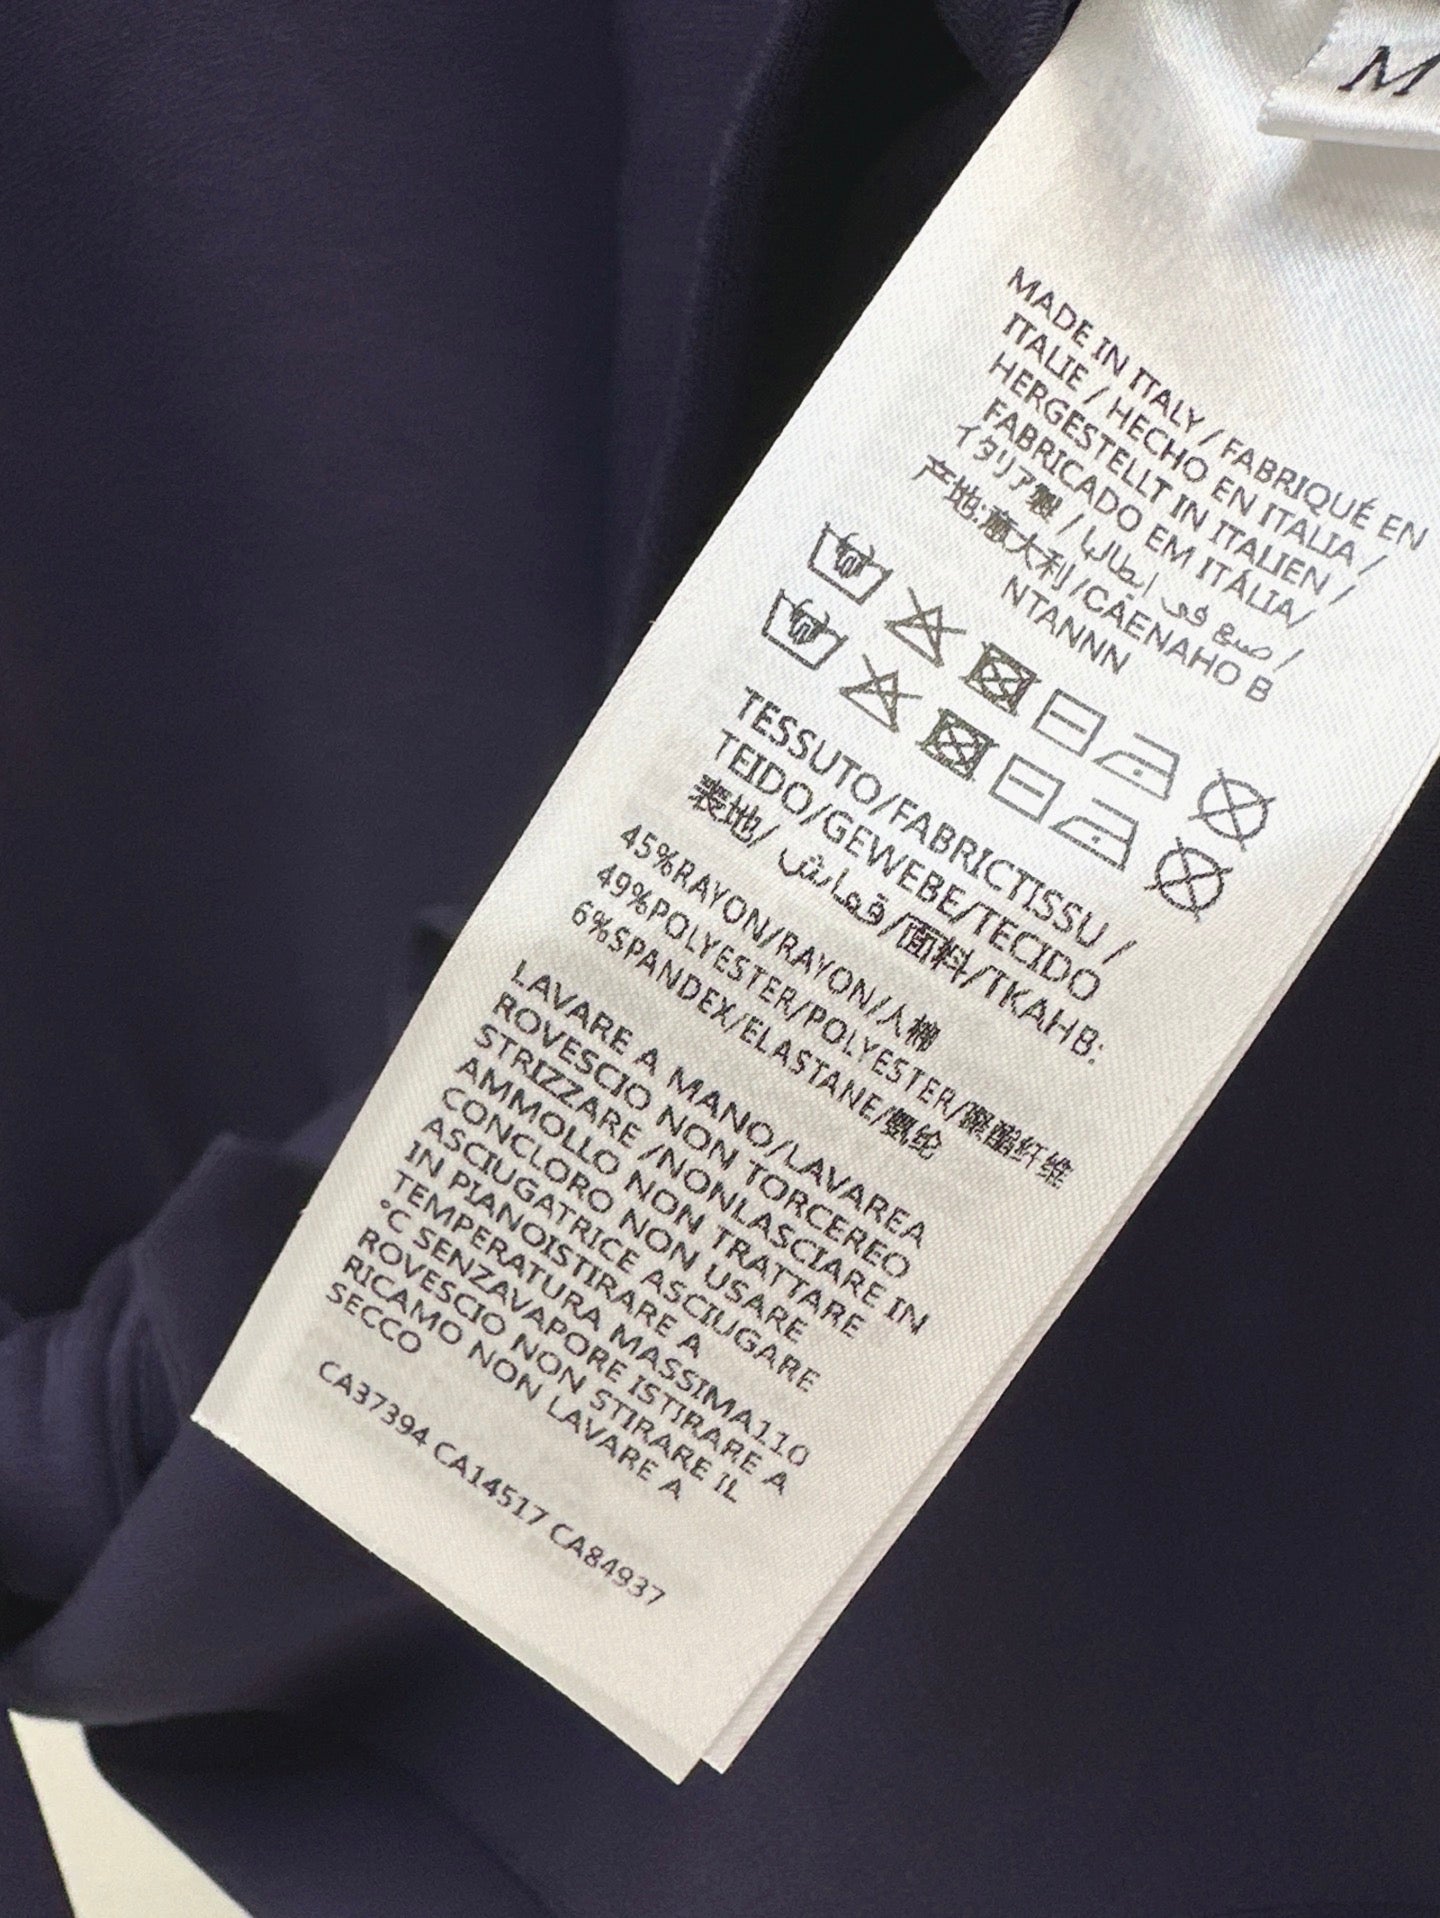 M
MADE IN ITALY / FABRIQUÉ EN
ITALIE / HECHO EN ITALIA /
HERGESTELLT IN ITALIEN /
FABRICADO EM ITÁLIA/
イタリア製 / صنع في ايطاليا /
产地:意大利 /CÁENAHO B
NTANNN
TESSUTO/FABRICTISSU /
TEIDO/GEWEBE/TECIDO
表地/ قماش /面料/TKAHB:
45%RAYON/RAYON/人棉
49%POLYESTER/POLYESTER/聚酯纤维
6%SPANDEX/ELASTANE/氨纶
LAVARE A MANO/LAVAREA
ROVESCIO NON TORCEREO
STRIZZARE /NONLASCIARE IN
AMMOLLO NON TRATTARE
CONCLORO NON USARE
ASCIUGATRICE ASCIUGARE
IN PIANOISTIRARE A
TEMPERATURA MASSIMA110
°C SENZAVAPORE ISTIRARE A
ROVESCIO NON STIRARE IL
RICAMO NON LAVARE A
SECCO
CA37394 CA14517 CA84937